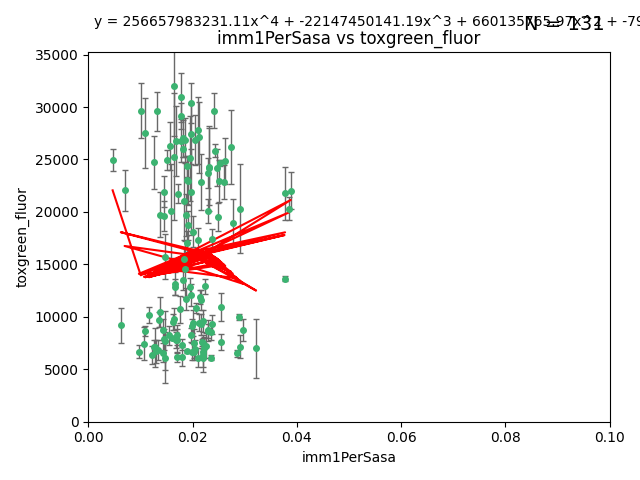 y = 256657983231.11x^4 + -22147450141.19x^3 +
N = 131
imm1PerSasa vs toxgreen_fluor
35000
30000
25000
20000
15000
10000
5000
0
toxgreen_fluor
0.00 0.02 0.04 0.06 0.08 0.10
imm1PerSasa